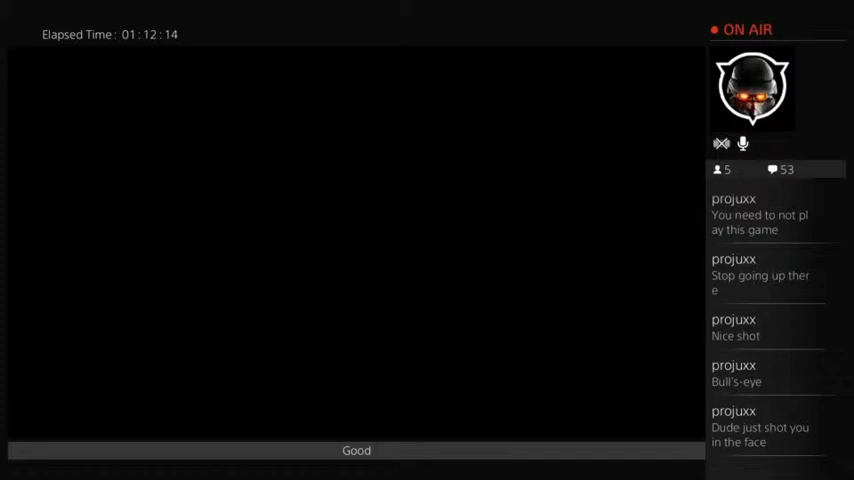 Elapsed Time: 01:12:14
ON AIR
5 53
projuxx
You need to not pl
ay this game
projuxx
Stop going up ther
e
projuxx
Nice shot
projuxx
Bull's-eye
projuxx
Dude just shot you
in the face
Good